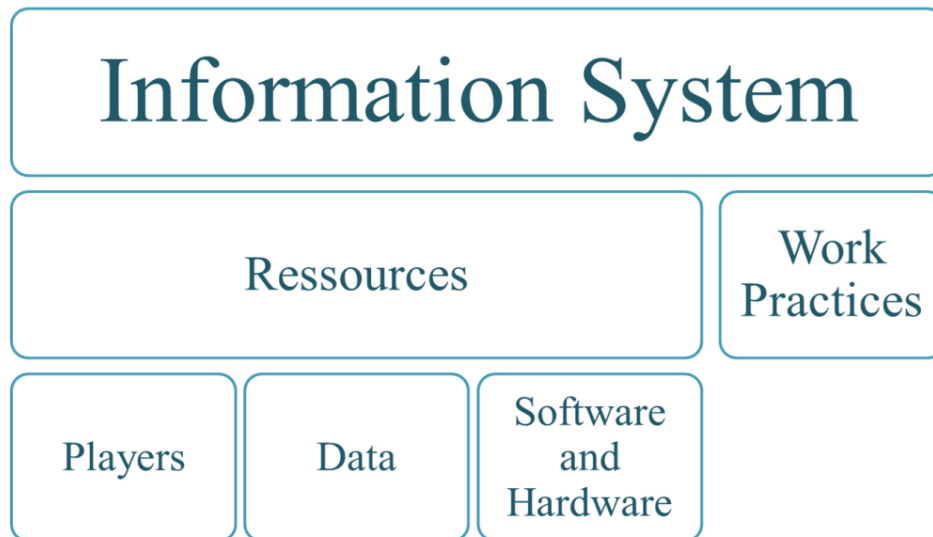 Information System
Ressources
Work
Practices
Players
Data
Software
and
Hardware